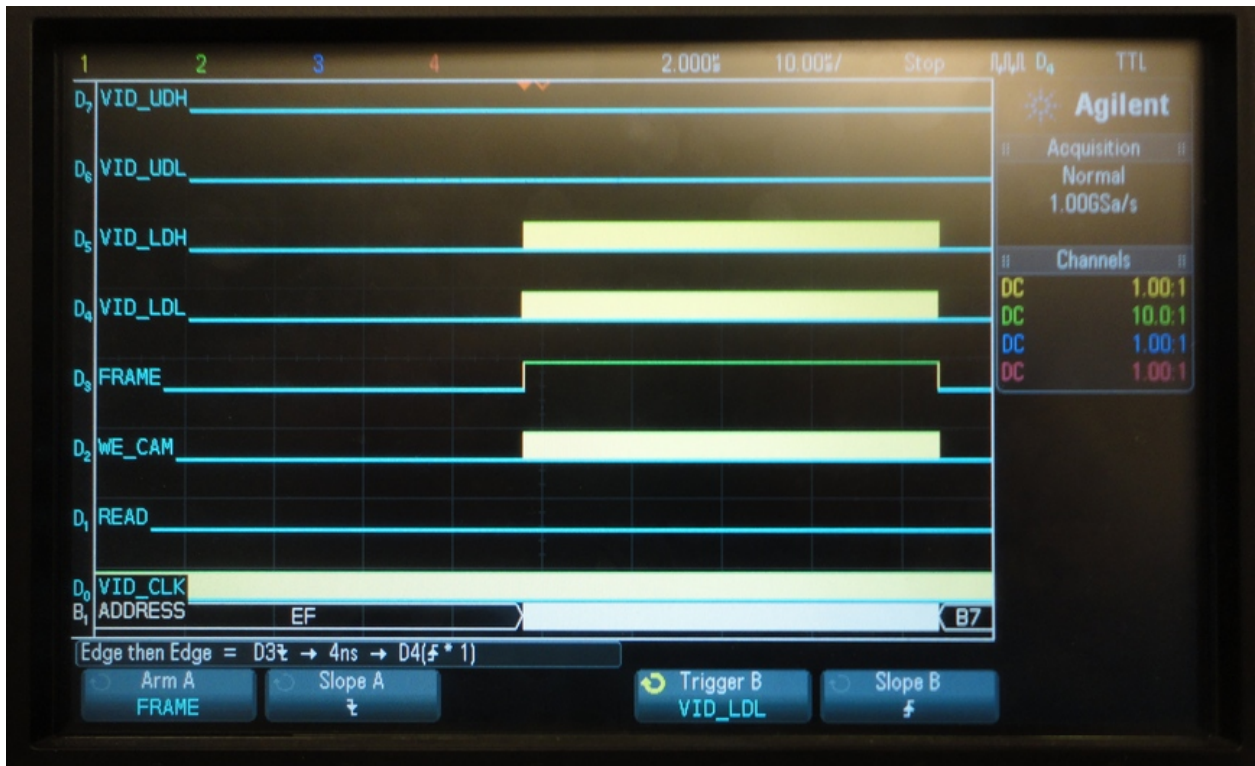 1 2 3 4 2.000㎳ 10.00㎳/ Stop D4 TTL
D7 VID_UDH
D6 VID_UDL
D5 VID_LDH
D4 VID_LDL
D3 FRAME
D2 WE_CAM
D1 READ
D0 VID_CLK
B1 ADDRESS EF B7
Agilent
Acquisition
Normal
1.00GSa/s
Channels
DC 1.00:1
DC 10.0:1
DC 1.00:1
DC 1.00:1
Edge then Edge = D3↴ → 4ns → D4(↑ * 1)
Arm A
FRAME
Slope A
Trigger B
VID_LDL
Slope B